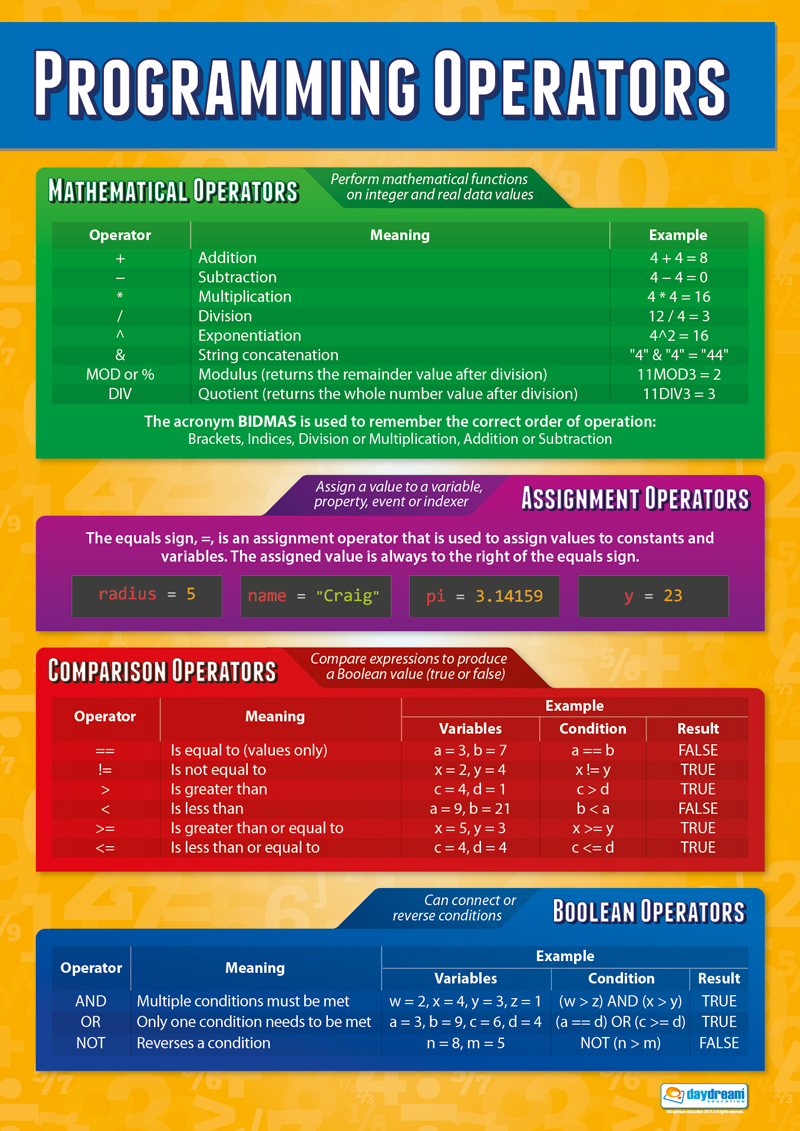 PROGRAMMING OPERATORS
MATHEMATICAL OPERATORS
Perform mathematical functions
on integer and real data values
Operator Meaning Example
+ Addition 4 + 4 = 8
− Subtraction 4 − 4 = 0
* Multiplication 4 * 4 = 16
/ Division 12 / 4 = 3
^ Exponentiation 4^2 = 16
& String concatenation "4" & "4" = "44"
MOD or % Modulus (returns the remainder value after division) 11MOD3 = 2
DIV Quotient (returns the whole number value after division) 11DIV3 = 3
The acronym BIDMAS is used to remember the correct order of operation:
Brackets, Indices, Division or Multiplication, Addition or Subtraction
Assign a value to a variable,
property, event or indexer
ASSIGNMENT OPERATORS
The equals sign, =, is an assignment operator that is used to assign values to constants and
variables. The assigned value is always to the right of the equals sign.
radius = 5 name = "Craig" pi = 3.14159 y = 23
COMPARISON OPERATORS
Compare expressions to produce
a Boolean value (true or false)
Operator Meaning Example
Variables Condition Result
== Is equal to (values only) a = 3, b = 7 a == b FALSE
!= Is not equal to x = 2, y = 4 x != y TRUE
> Is greater than c = 4, d = 1 c > d TRUE
< Is less than a = 9, b = 21 b < a FALSE
>= Is greater than or equal to x = 5, y = 3 x >= y TRUE
<= Is less than or equal to c = 4, d = 4 c <= d TRUE
Can connect or
reverse conditions
BOOLEAN OPERATORS
Operator Meaning Example
Variables Condition Result
AND Multiple conditions must be met w = 2, x = 4, y = 3, z = 1 (w > z) AND (x > y) TRUE
OR Only one condition needs to be met a = 3, b = 9, c = 6, d = 4 (a == d) OR (c >= d) TRUE
NOT Reverses a condition n = 8, m = 5 NOT (n > m) FALSE
daydream
EDUCATION